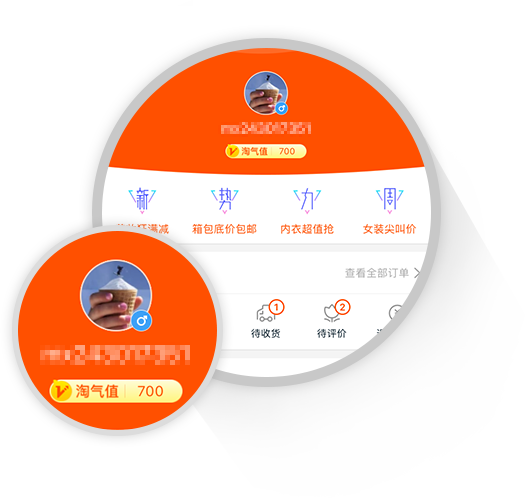 淘气值 700
新 势 力 周
满减 箱包底价包邮 内衣超值抢 女装尖叫价
查看全部订单
1 2
待收货 待评价
淘气值 700